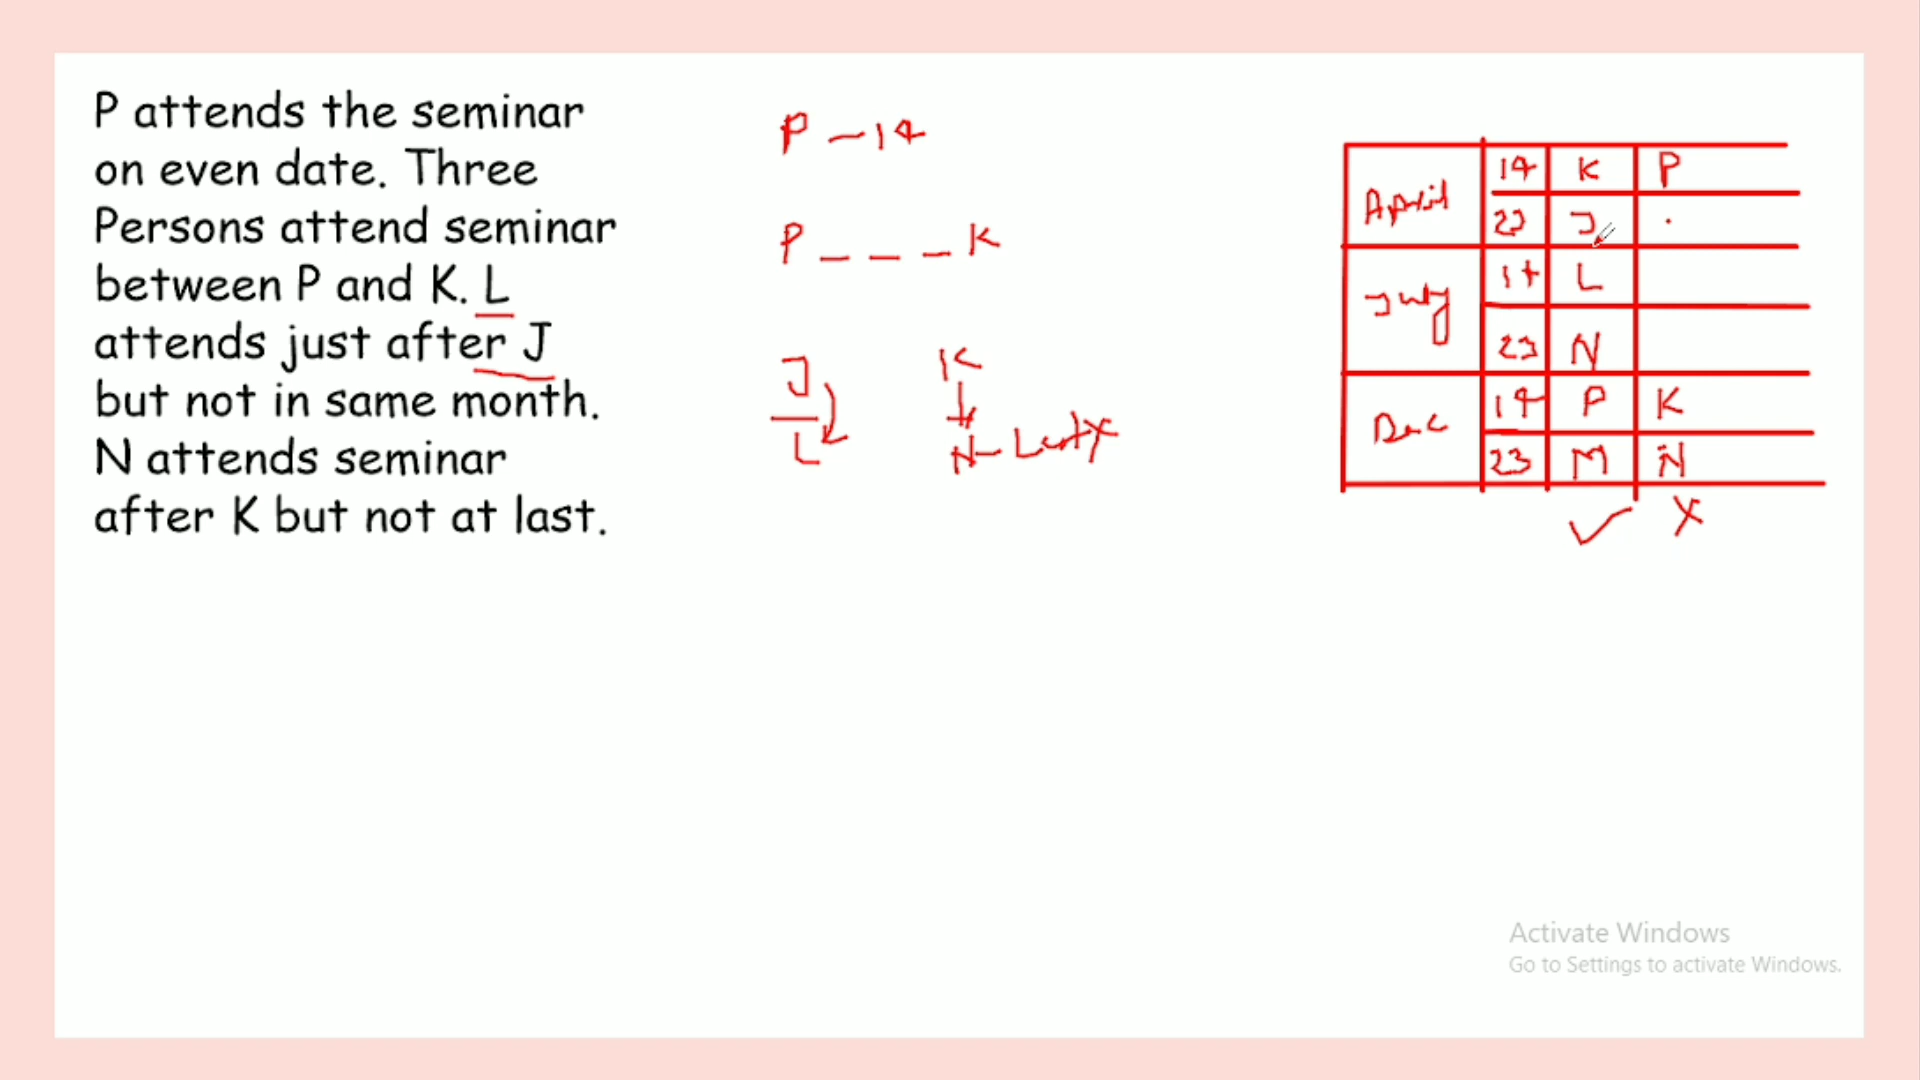 P attends the seminar
on even date. Three
Persons attend seminar
between P and K. L
attends just after J
but not in same month.
N attends seminar
after K but not at last.
P - 14
P _ _ _ K
J
L
K
N - Last X
April 14 K P
23 J
July 14 L
23 N
Dec 14 P K
23 M N
✓ X
Activate Windows
Go to Settings to activate Windows.